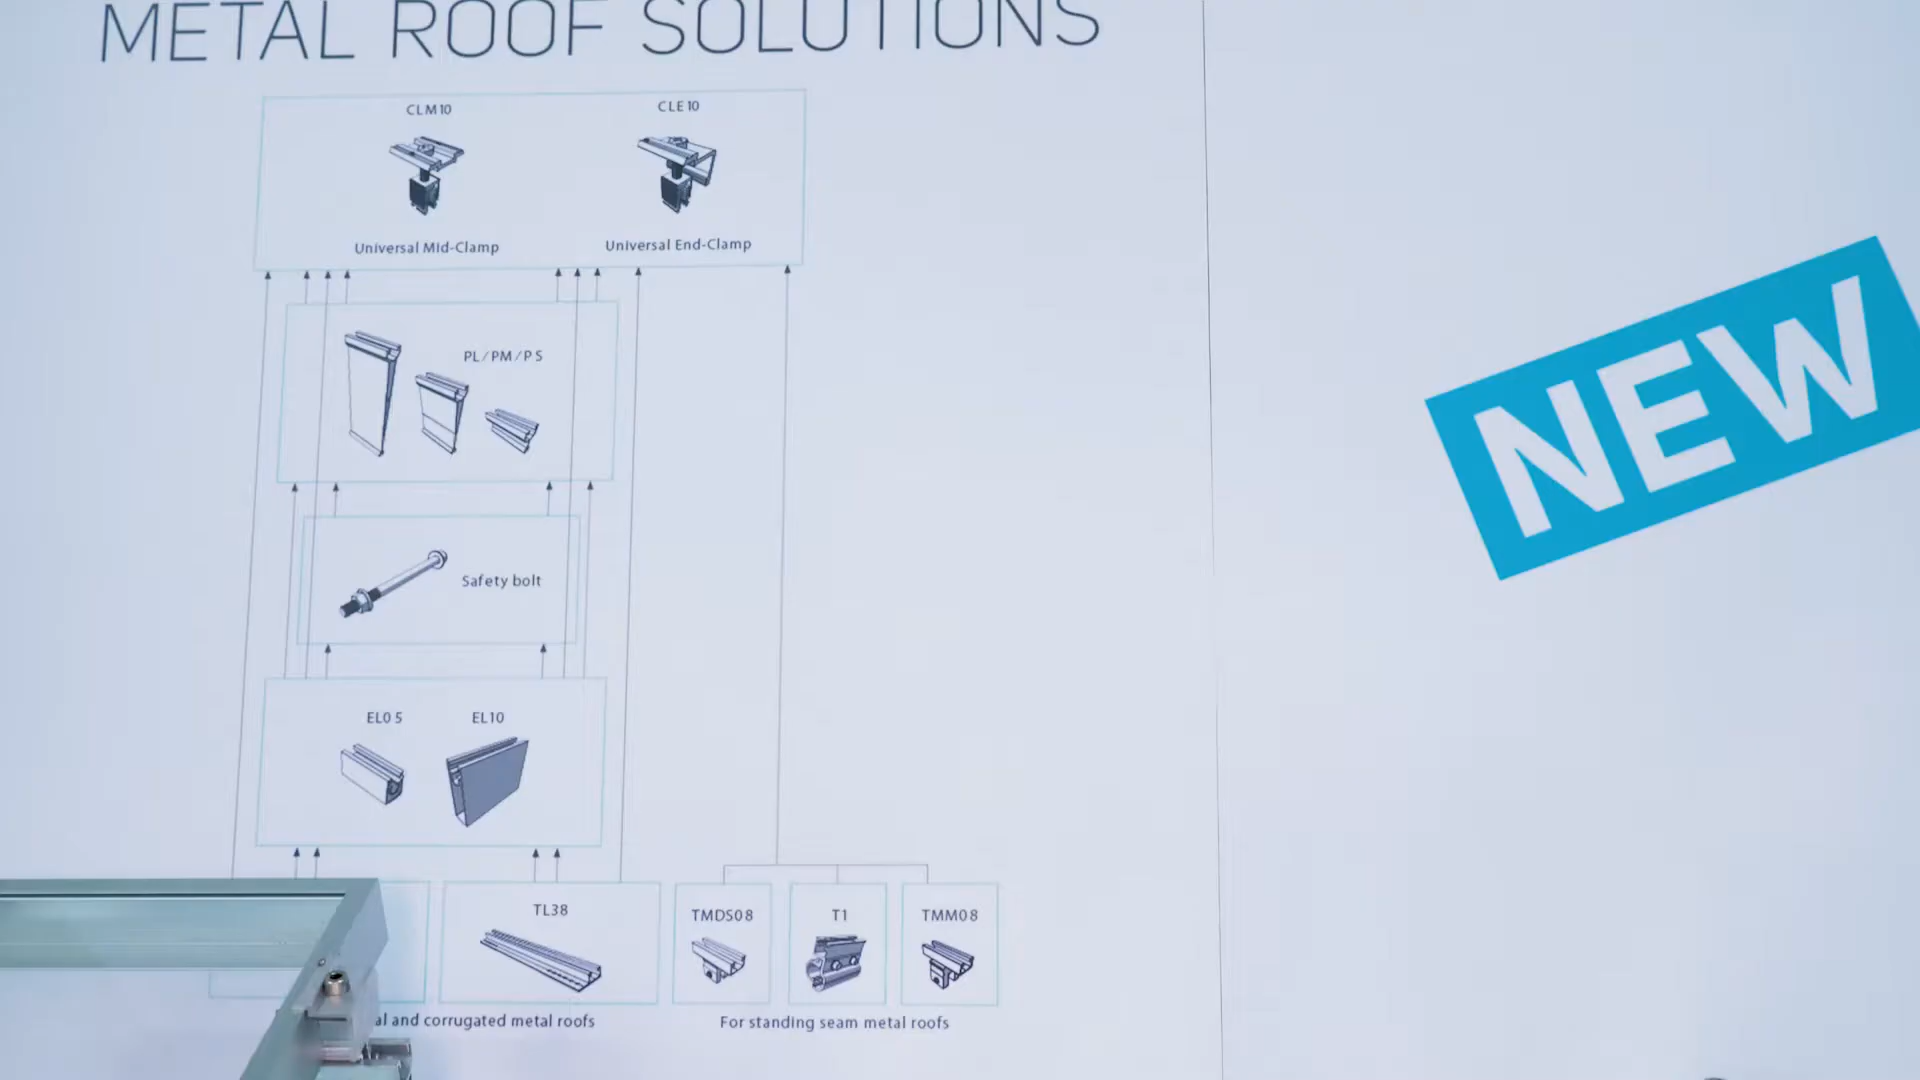 METAL ROOF SOLUTIONS
CLM10
CLE10
Universal Mid-Clamp
Universal End-Clamp
NEW
PL/PM/PS
Safety bolt
EL05
EL10
TL38
TMDS08
T1
TMM08
and corrugated metal roofs
For standing seam metal roofs